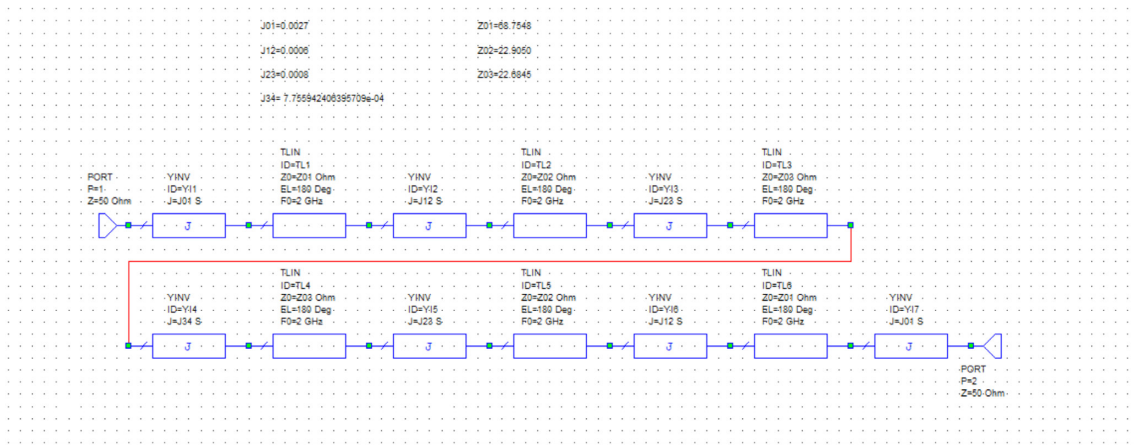 J01=0.0027
Z01=68.7548
J12=0.0006
Z02=22.9050
J23=0.0008
Z03=22.6845
J34= 7.755942406395709e-04
PORT
P=1
Z=50 Ohm
YINV
ID=YI1
J=J01 S
J
TLIN
ID=TL1
Z0=Z01 Ohm
EL=180 Deg
F0=2 GHz
YINV
ID=YI2
J=J12 S
J
TLIN
ID=TL2
Z0=Z02 Ohm
EL=180 Deg
F0=2 GHz
YINV
ID=YI3
J=J23 S
J
TLIN
ID=TL3
Z0=Z03 Ohm
EL=180 Deg
F0=2 GHz
YINV
ID=YI4
J=J34 S
J
TLIN
ID=TL4
Z0=Z03 Ohm
EL=180 Deg
F0=2 GHz
YINV
ID=YI5
J=J23 S
J
TLIN
ID=TL5
Z0=Z02 Ohm
EL=180 Deg
F0=2 GHz
YINV
ID=YI6
J=J12 S
J
TLIN
ID=TL6
Z0=Z01 Ohm
EL=180 Deg
F0=2 GHz
YINV
ID=YI7
J=J01 S
J
PORT
P=2
Z=50 Ohm